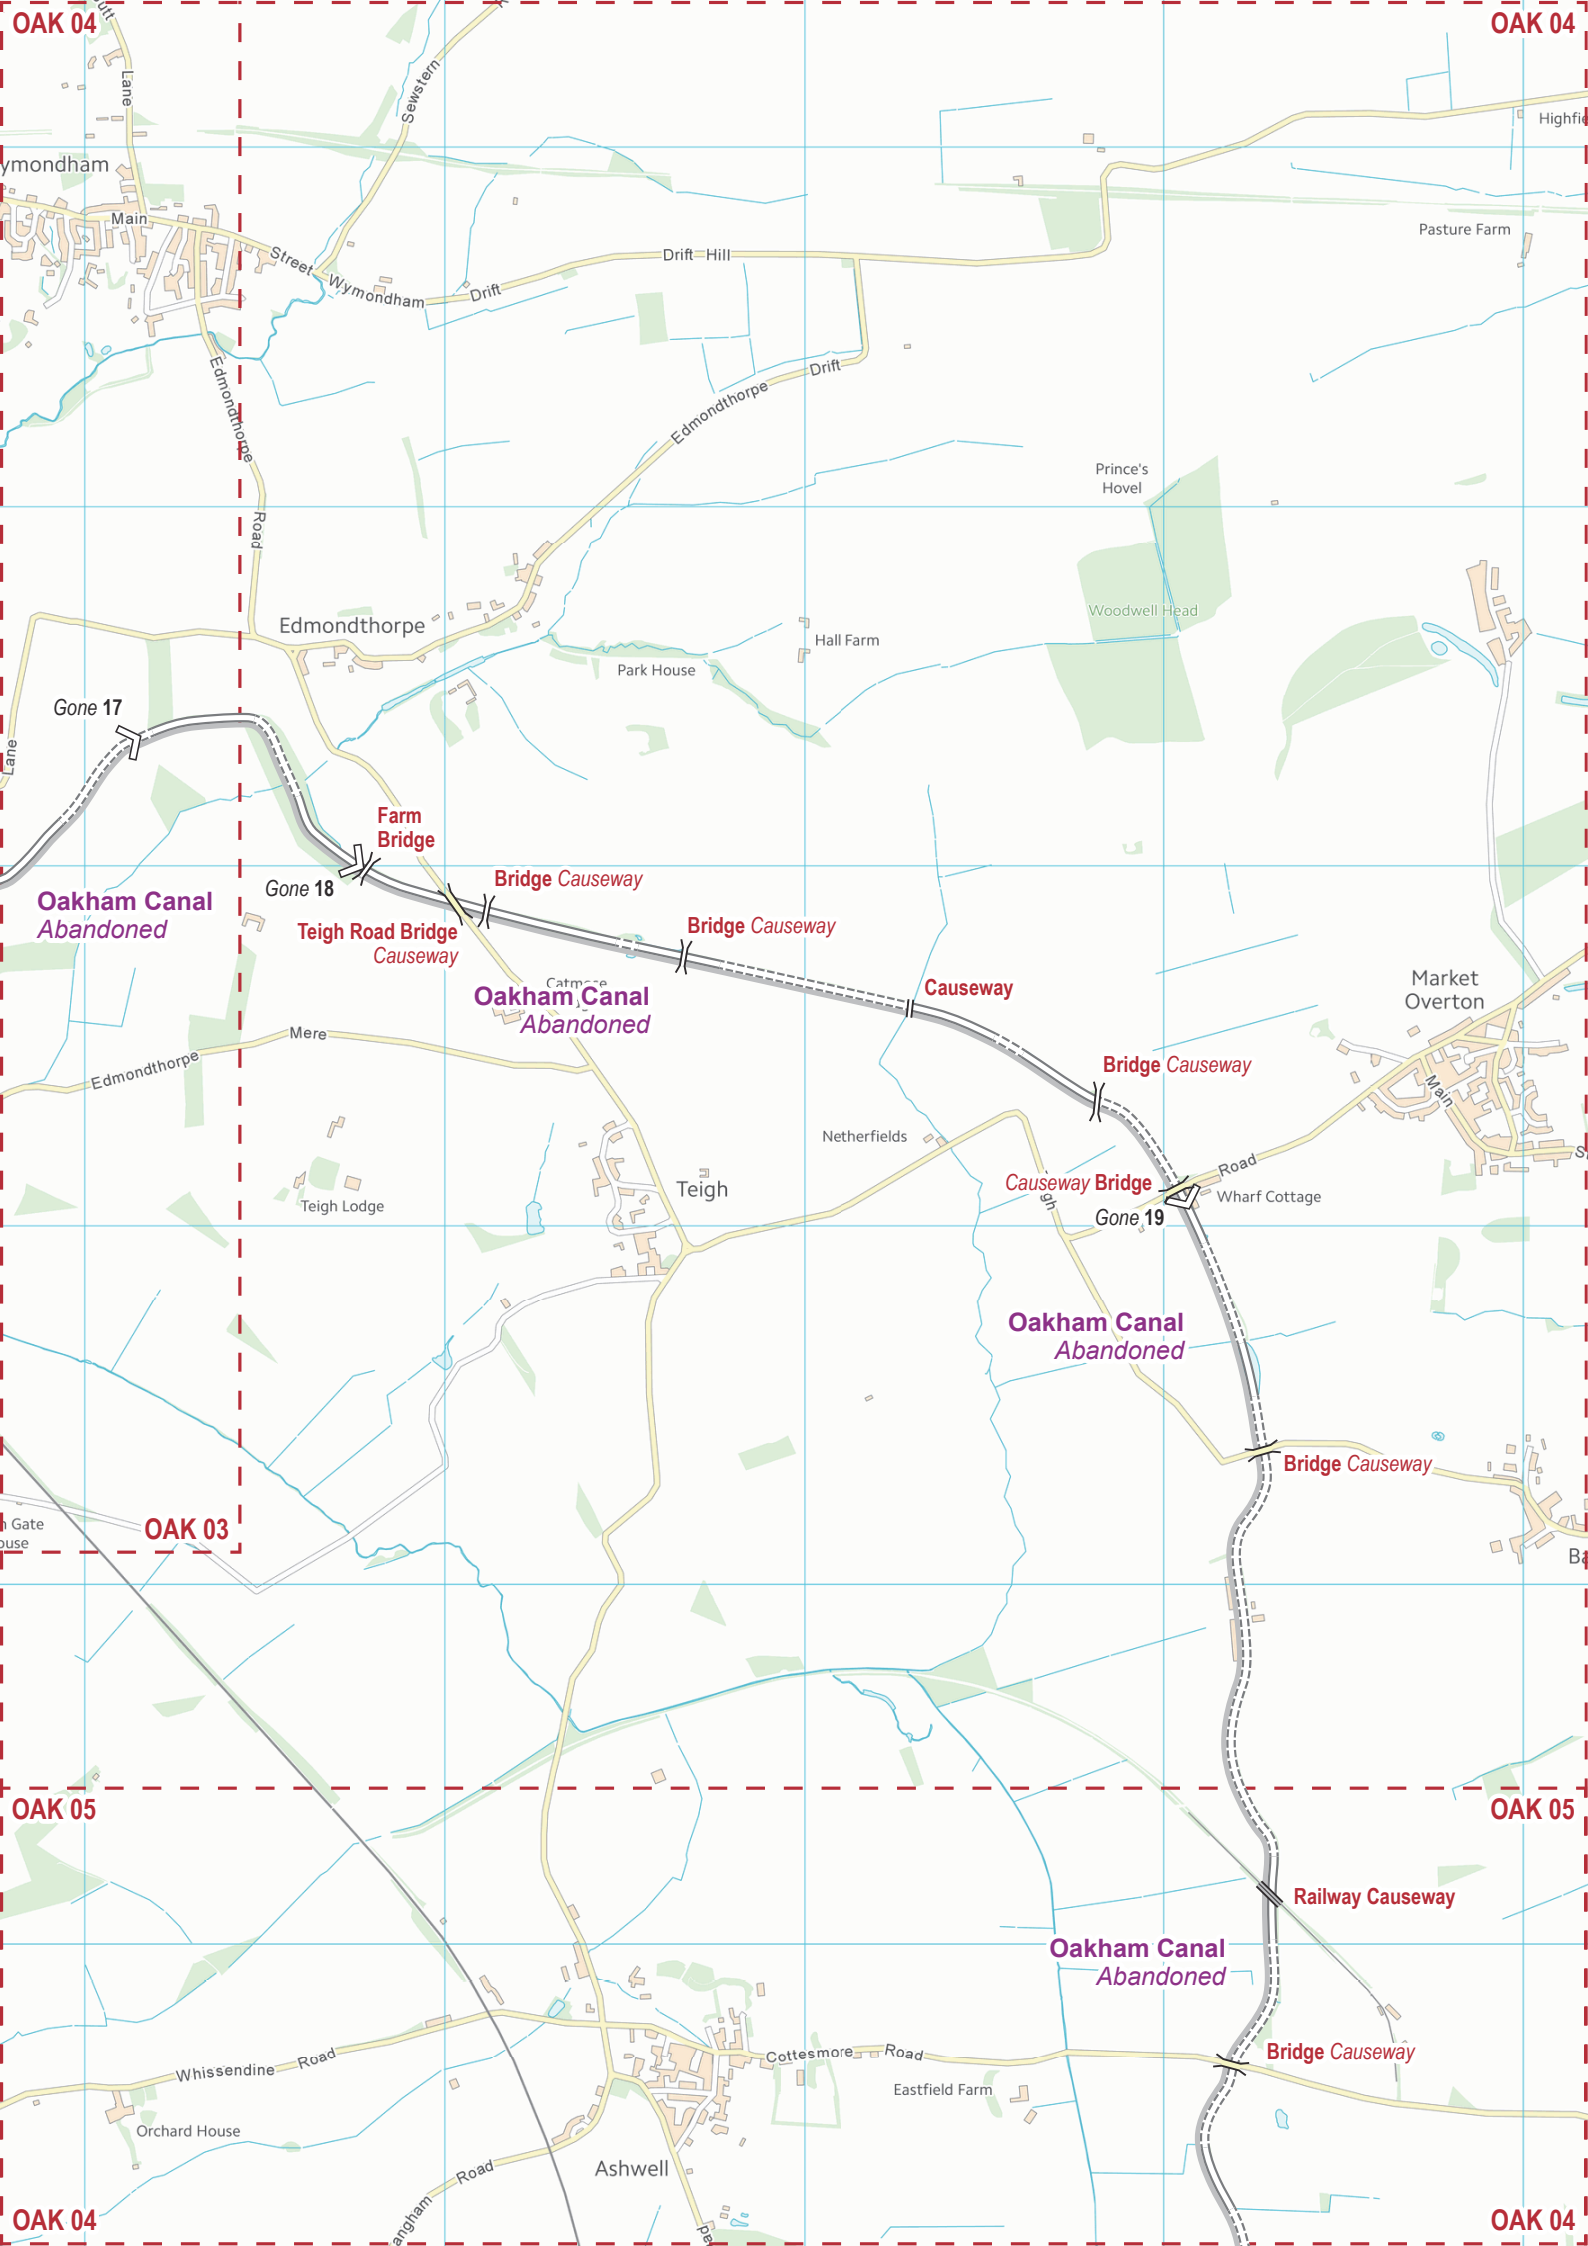 OAK 04
OAK 04
Lane
Sewstern
Highfie
ymondham
Main
Street
Wymondham
Drift
Drift Hill
Pasture Farm
Edmondthorpe
Road
Edmondthorpe
Drift
Prince's
Hovel
Woodwell Head
Edmondthorpe
Hall Farm
Park House
Gone 17
Lane
Farm
Bridge
Gone 18
Bridge Causeway
Oakham Canal
Abandoned
Teigh Road Bridge
Causeway
Bridge Causeway
Oakham Canal
Abandoned
Causeway
Market
Overton
Mere
Edmondthorpe
Bridge Causeway
Main
Netherfields
Road
Causeway Bridge
Wharf Cottage
Gone 19
Teigh Lodge
Teigh
Oakham Canal
Abandoned
Bridge Causeway
Gate
OAK 03
OAK 05
OAK 05
Railway Causeway
Oakham Canal
Abandoned
Bridge Causeway
Whissendine Road
Cottesmore Road
Eastfield Farm
Orchard House
Ashwell
angham Road
OAK 04
OAK 04